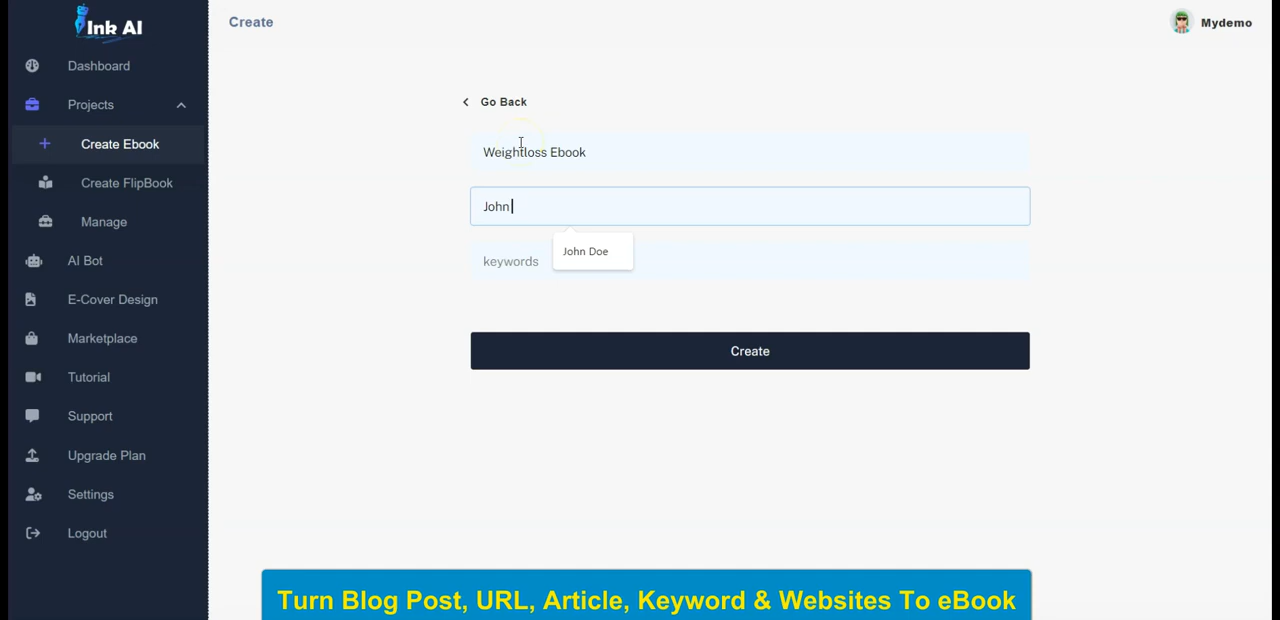 Ink AI
Create
Mydemo
Dashboard
Projects
Create Ebook
Create FlipBook
Manage
AI Bot
E-Cover Design
Marketplace
Tutorial
Support
Upgrade Plan
Settings
Logout
Go Back
Weightloss Ebook
John
John Doe
keywords
Create
Turn Blog Post, URL, Article, Keyword & Websites To eBook